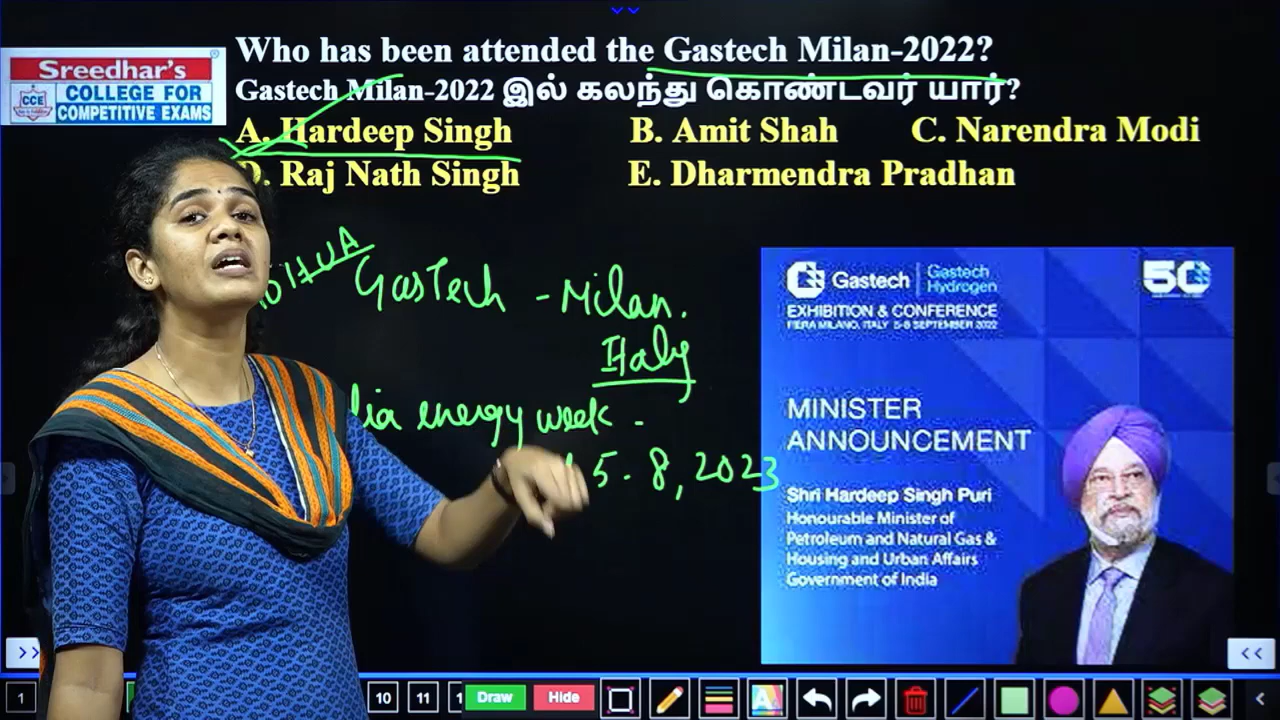 Who has been attended the Gastech Milan-2022?
Gastech Milan-2022 இல் கலந்து கொண்டவர் யார்?
A. Hardeep Singh B. Amit Shah C. Narendra Modi
D. Raj Nath Singh E. Dharmendra Pradhan
Sreedhar's
CCE
COLLEGE FOR
COMPETITIVE EXAMS
GasTech - Milan.
Italy
energy week -
5 - 8, 2023
Gastech Gastech Hydrogen
50
EXHIBITION & CONFERENCE
FIERA MILANO, ITALY 5-8 SEPTEMBER 2022
MINISTER
ANNOUNCEMENT
Shri Hardeep Singh Puri
Honourable Minister of
Petroleum and Natural Gas &
Housing and Urban Affairs
Government of India
>> <<
1 10 11 Draw Hide